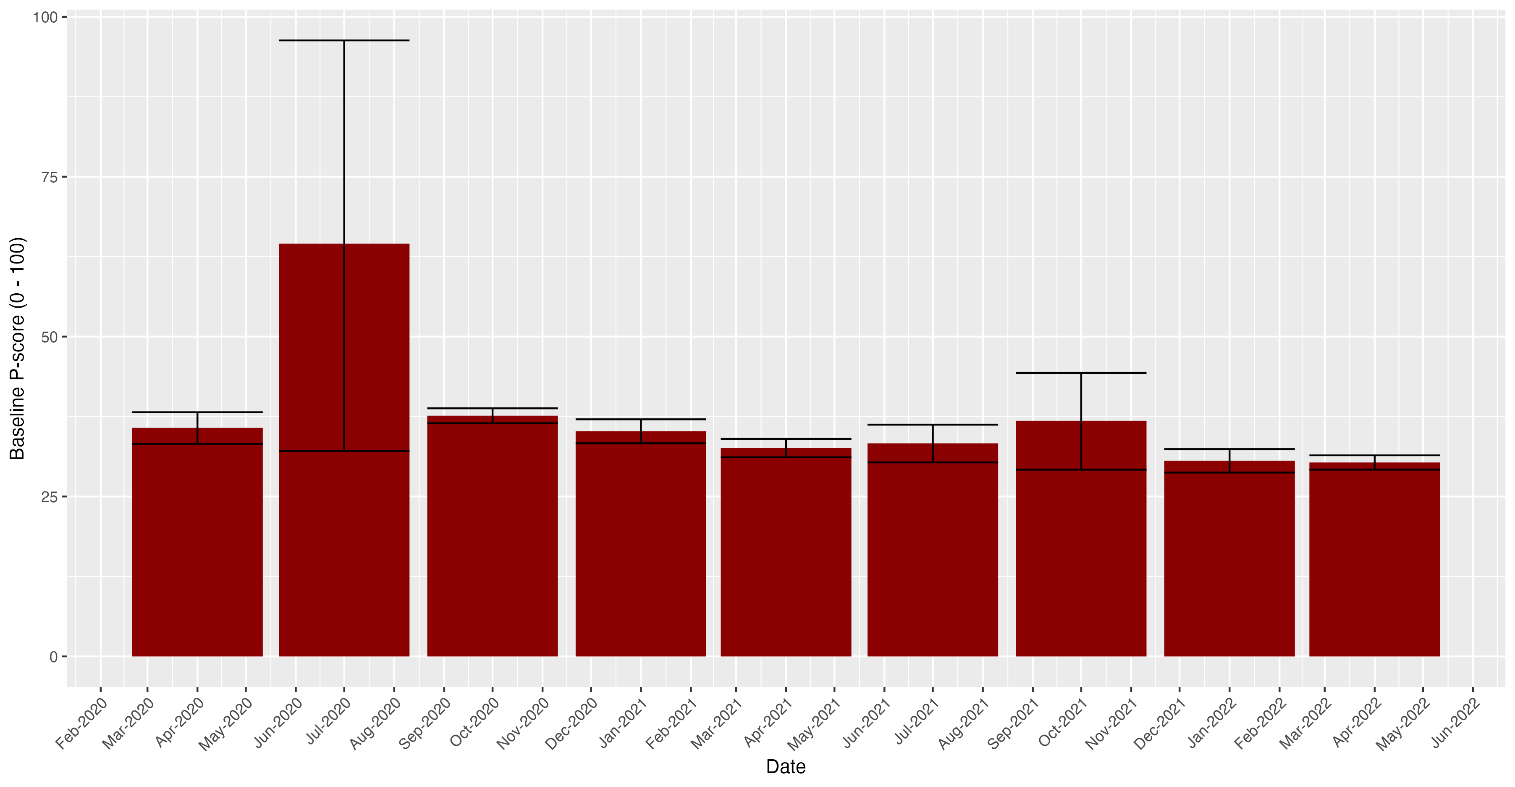 100
75
50
25
0
Baseline P-score (0 - 100)
Feb-2020
Mar-2020
Apr-2020
May-2020
Jun-2020
Jul-2020
Aug-2020
Sep-2020
Oct-2020
Nov-2020
Dec-2020
Jan-2021
Feb-2021
Mar-2021
Apr-2021
May-2021
Jun-2021
Jul-2021
Aug-2021
Sep-2021
Oct-2021
Nov-2021
Dec-2021
Jan-2022
Feb-2022
Mar-2022
Apr-2022
May-2022
Jun-2022
Date